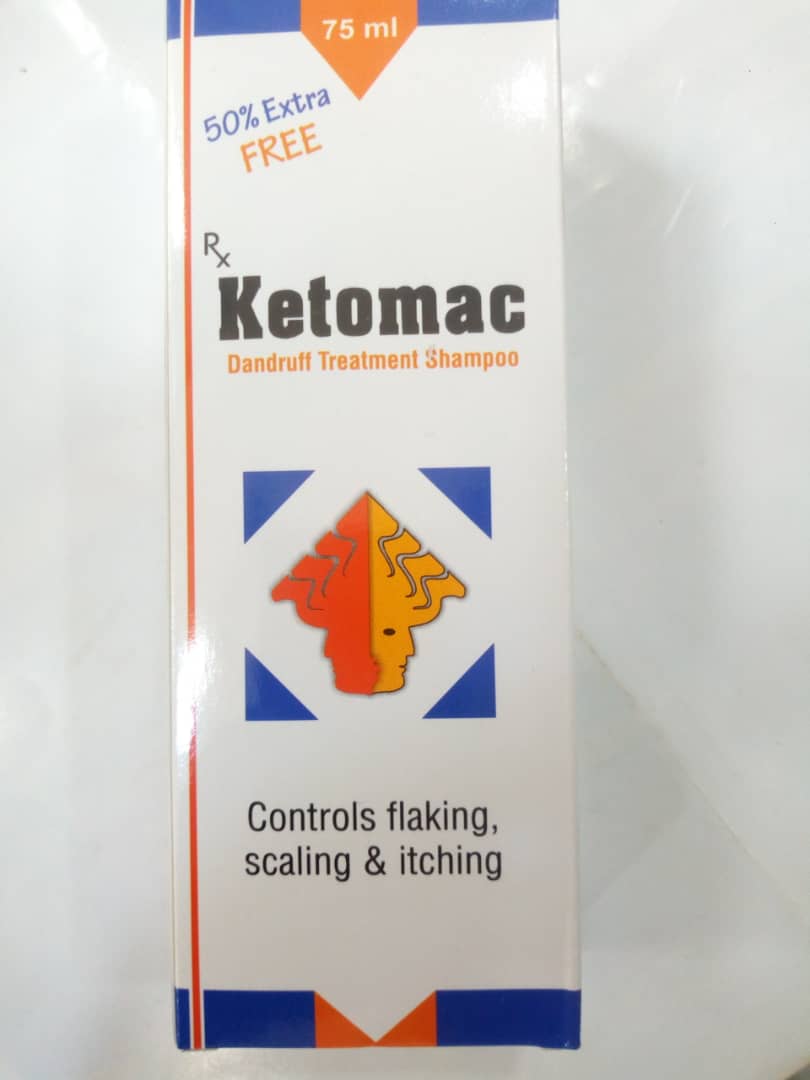 75 ml
50% Extra
FREE
Rx
Ketomac
Dandruff Treatment Shampoo
Controls flaking,
scaling & itching